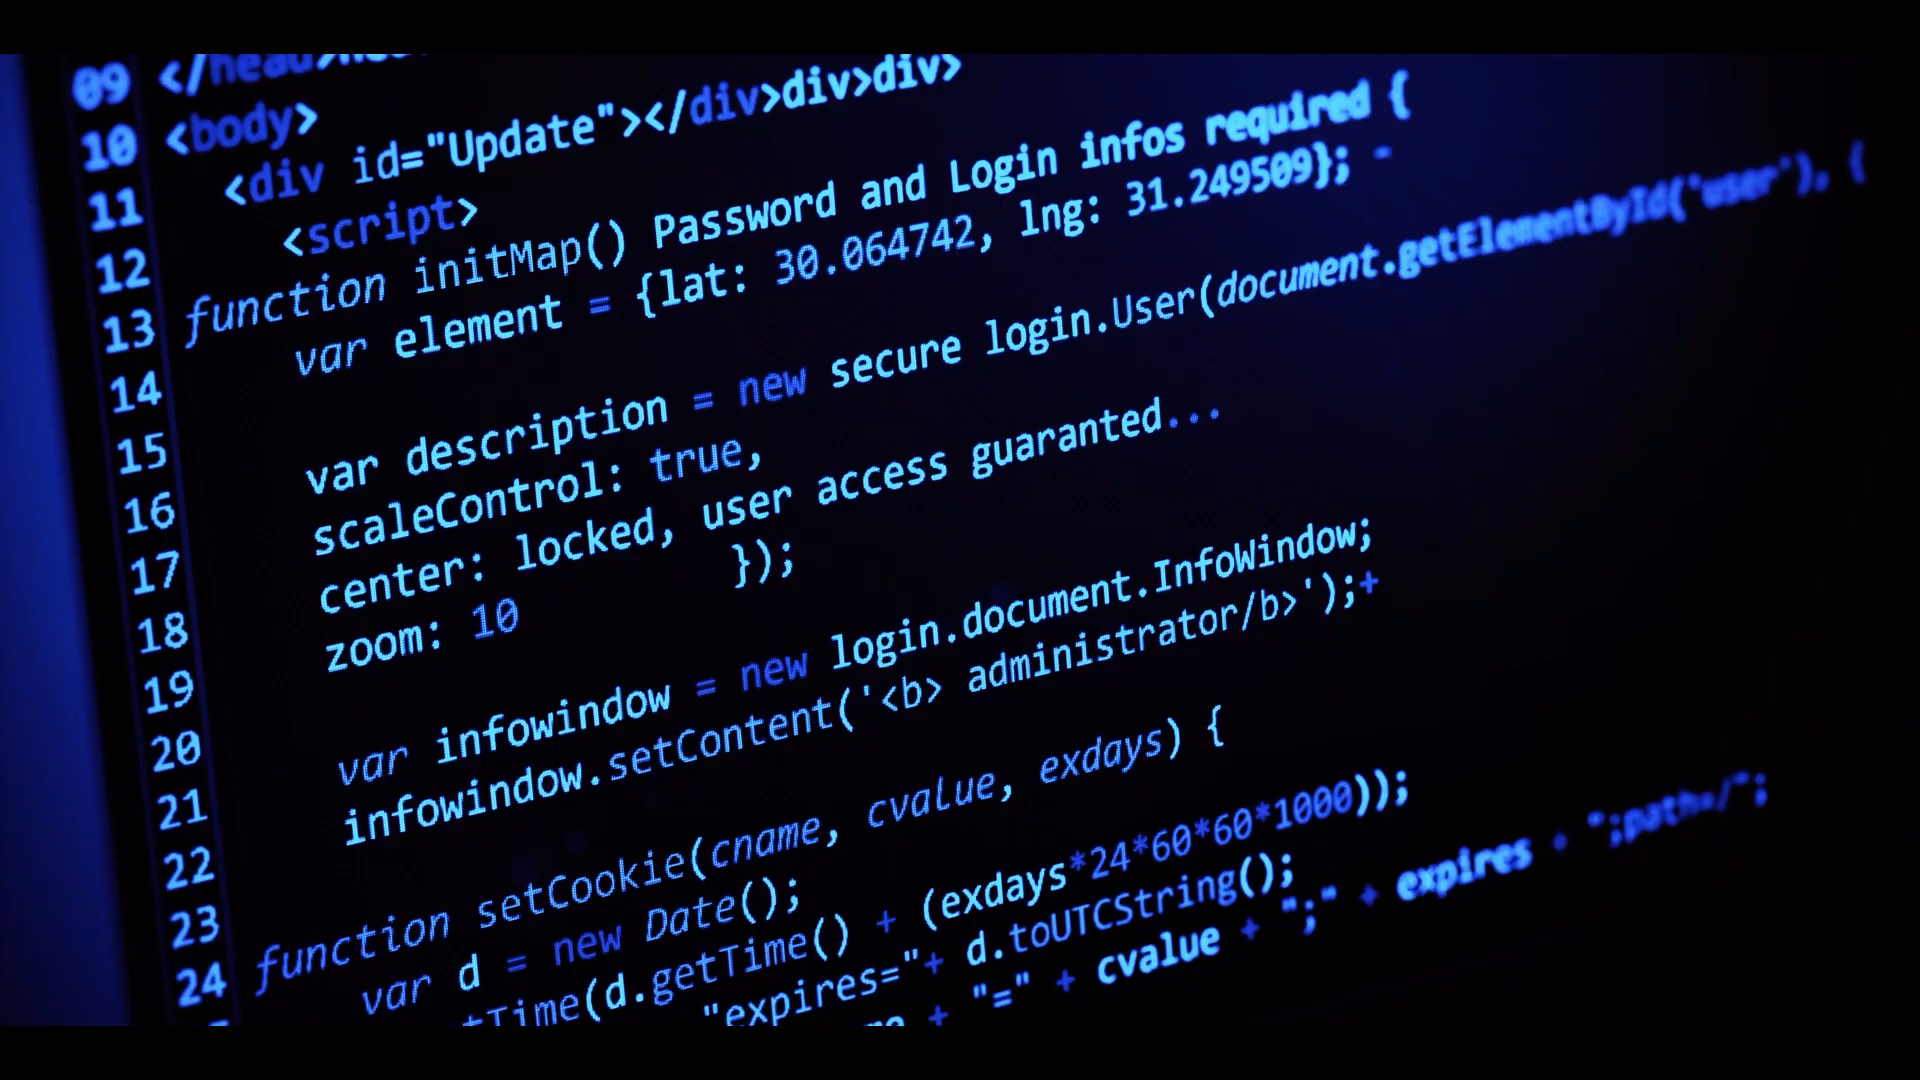 09 </head>
10 <body>
11 <div id="Update"></div>div>div>
12 <script>
13 function initMap() Password and Login infos required {
14 var element = {lat: 30.064742, lng: 31.249509}; -
15
16 var description = new secure login.User(document.getElementById('user'), {
17 scaleControl: true,
18 center: locked, user access guaranted...
19 zoom: 10 });
20
21 var infowindow = new login.document.InfoWindow;
22 infowindow.setContent('<b> administrator/b>');+
23
24 function setCookie(cname, cvalue, exdays) {
var d = new Date();
tTime(d.getTime() + (exdays*24*60*60*1000));
"expires="+ d.toUTCString();
+ "=" + cvalue + ";" + expires + ";path=/";